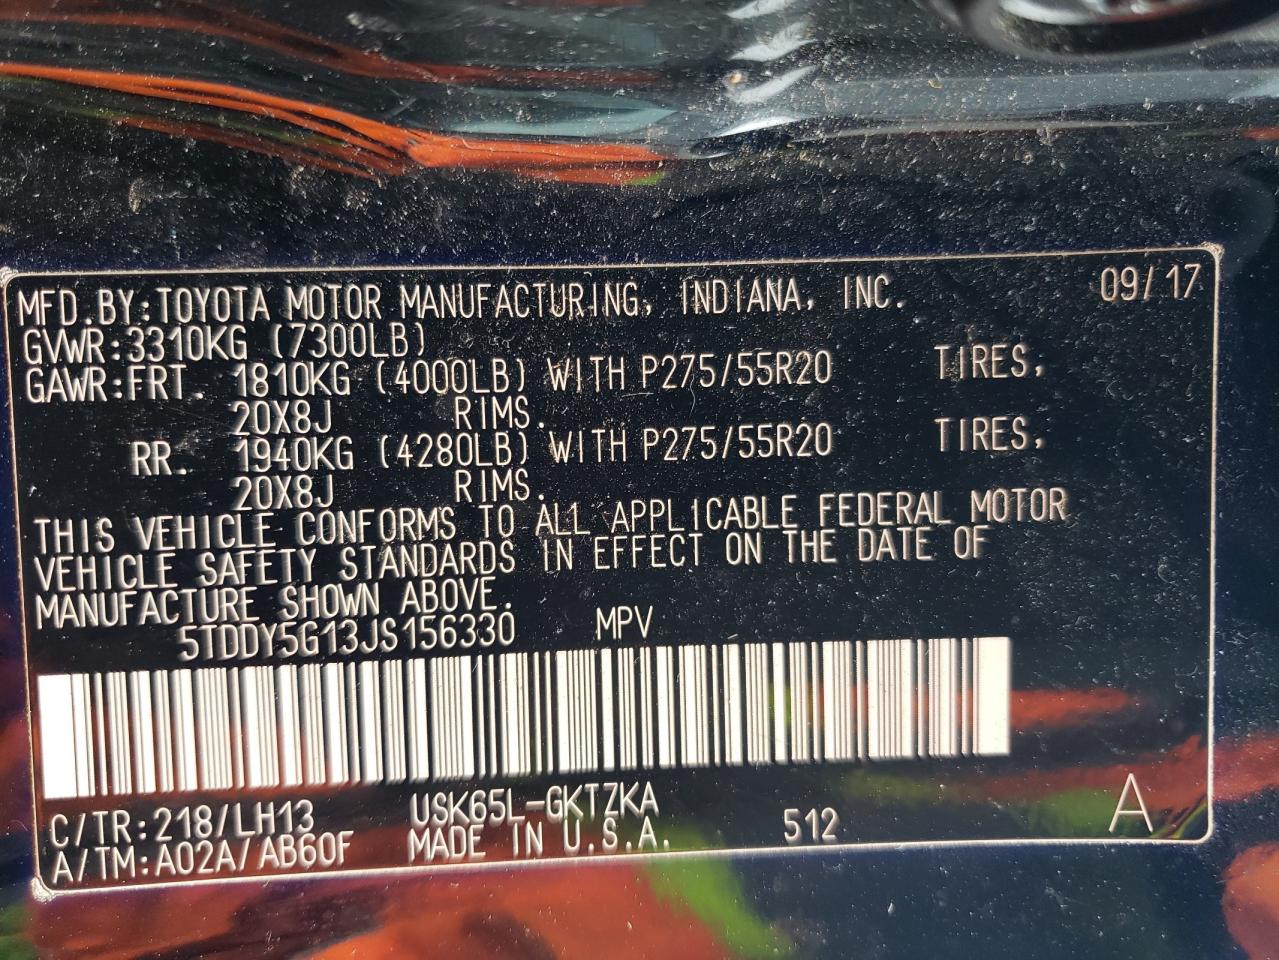 MFD.BY:TOYOTA MOTOR MANUFACTURING, INDIANA, INC. 09/17
GVWR:3310KG (7300LB)
GAWR:FRT. 1810KG (4000LB) WITH P275/55R20 TIRES,
20X8J RIMS.
RR. 1940KG (4280LB) WITH P275/55R20 TIRES,
20X8J RIMS.
THIS VEHICLE CONFORMS TO ALL APPLICABLE FEDERAL MOTOR
VEHICLE SAFETY STANDARDS IN EFFECT ON THE DATE OF
MANUFACTURE SHOWN ABOVE.
5TDDY5G13JS156330 MPV
C/TR:218/LH13 USK65L-GKTZKA
A/TM:A02A/AB60F MADE IN U.S.A. 512 A